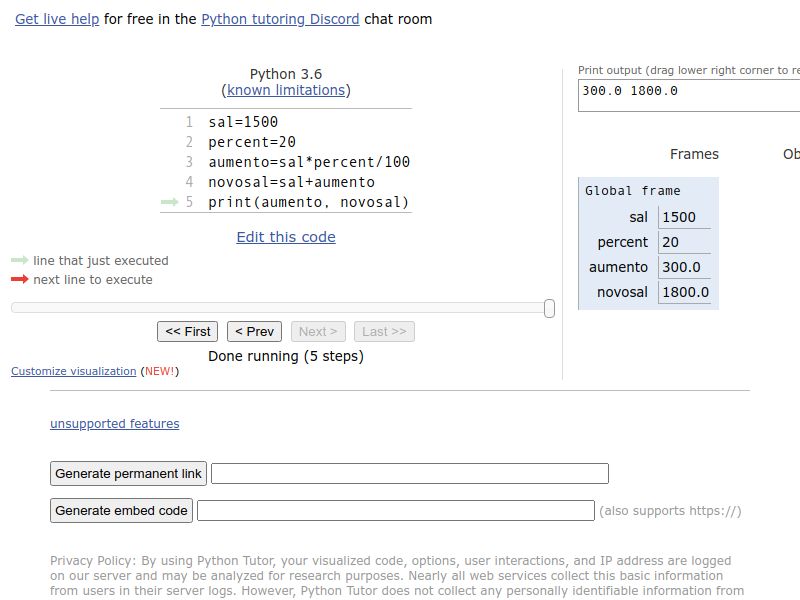 Get live help for free in the Python tutoring Discord chat room
Python 3.6
(known limitations)
1 sal=1500
2 percent=20
3 aumento=sal*percent/100
4 novosal=sal+aumento
5 print(aumento, novosal)
Edit this code
line that just executed
next line to execute
<< First < Prev Next > Last >>
Done running (5 steps)
Customize visualization (NEW!)
Print output (drag lower right corner to re
300.0 1800.0
Frames Ob
Global frame
sal 1500
percent 20
aumento 300.0
novosal 1800.0
unsupported features
Generate permanent link
Generate embed code (also supports https://)
Privacy Policy: By using Python Tutor, your visualized code, options, user interactions, and IP address are logged
on our server and may be analyzed for research purposes. Nearly all web services collect this basic information
from users in their server logs. However, Python Tutor does not collect any personally identifiable information from